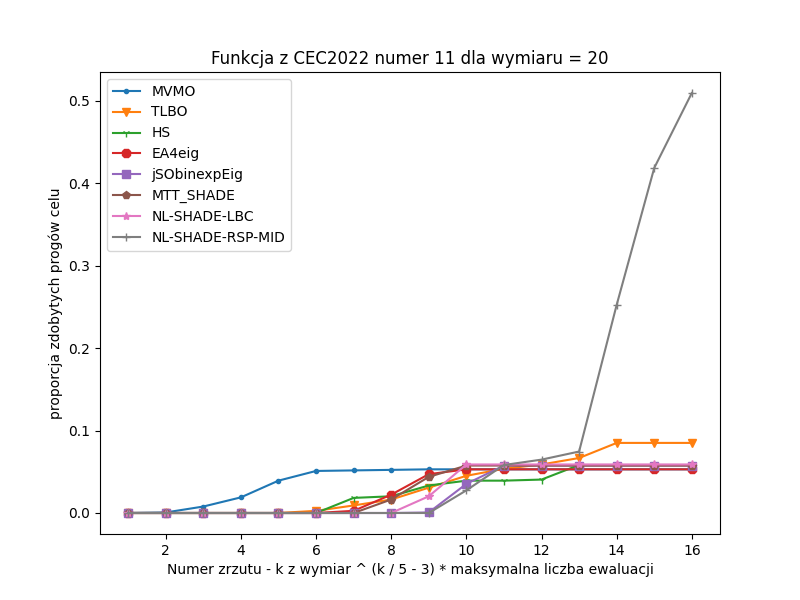 Funkcja z CEC2022 numer 11 dla wymiaru = 20
proporcja zdobytych progów celu
0.5
0.4
0.3
0.2
0.1
0.0
MVMO
TLBO
HS
EA4eig
jSObinexpEig
MTT_SHADE
NL-SHADE-LBC
NL-SHADE-RSP-MID
2 4 6 8 10 12 14 16
Numer zrzutu - k z wymiar ^ (k / 5 - 3) * maksymalna liczba ewaluacji